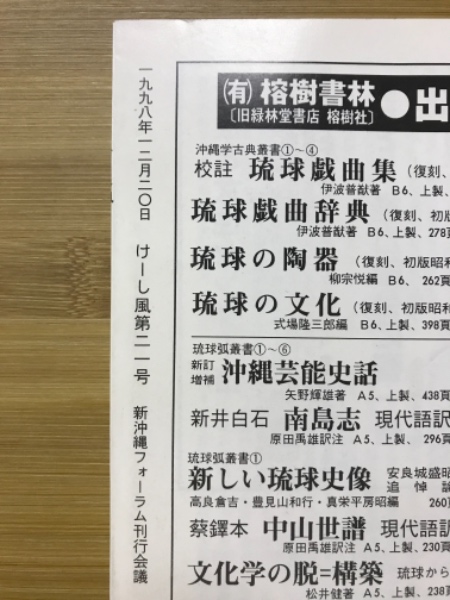 一九九八年一二月二〇日 けーし風第二一号 新沖縄フォーラム刊行会議
㈲ 榕樹書林 ●出
〔旧緑林堂書店 榕樹社〕
沖縄学古典叢書①〜④
校註 琉球戯曲集（復刻、
伊波普猷著 B6、上製、
琉球戯曲辞典（復刻、初版
伊波普猷著 B6、上製、278頁
琉球の陶器（復刻、初版昭和
柳宗悦編 B6、262頁
琉球の文化（復刻、初版昭和
式場隆三郎編 B6、上製、398頁
琉球弧叢書①〜⑥
新訂増補 沖縄芸能史話
矢野輝雄著 A5、上製、438頁
新井白石 南島志 現代語訳
原田禹雄訳注 A5、上製、296頁
琉球弧叢書①
新しい琉球史像 安良城盛昭追悼論
高良倉吉・豊見山和行・真栄平房昭編 260頁
蔡鐸本 中山世譜 現代語訳
原田禹雄訳注 A5、上製、230頁
文化学の脱＝構築 琉球から
松井健著 A5、上製、238頁